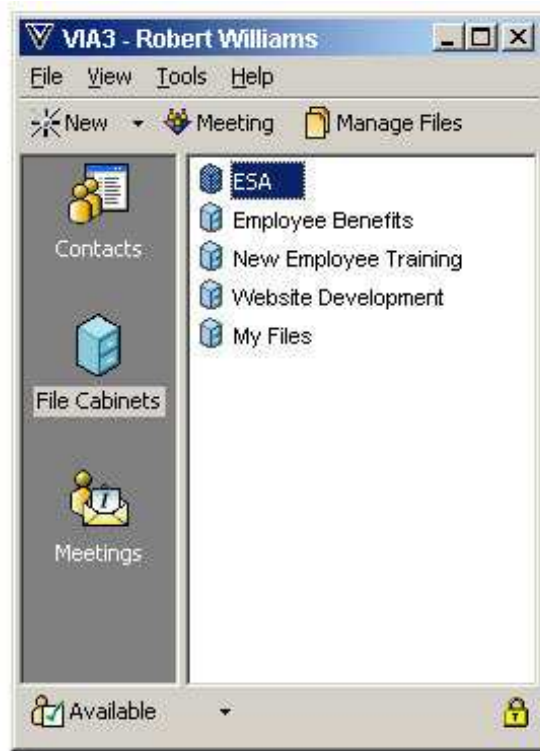 VIA3 - Robert Williams
File View Tools Help
New Meeting Manage Files
Contacts
File Cabinets
Meetings
ESA
Employee Benefits
New Employee Training
Website Development
My Files
Available